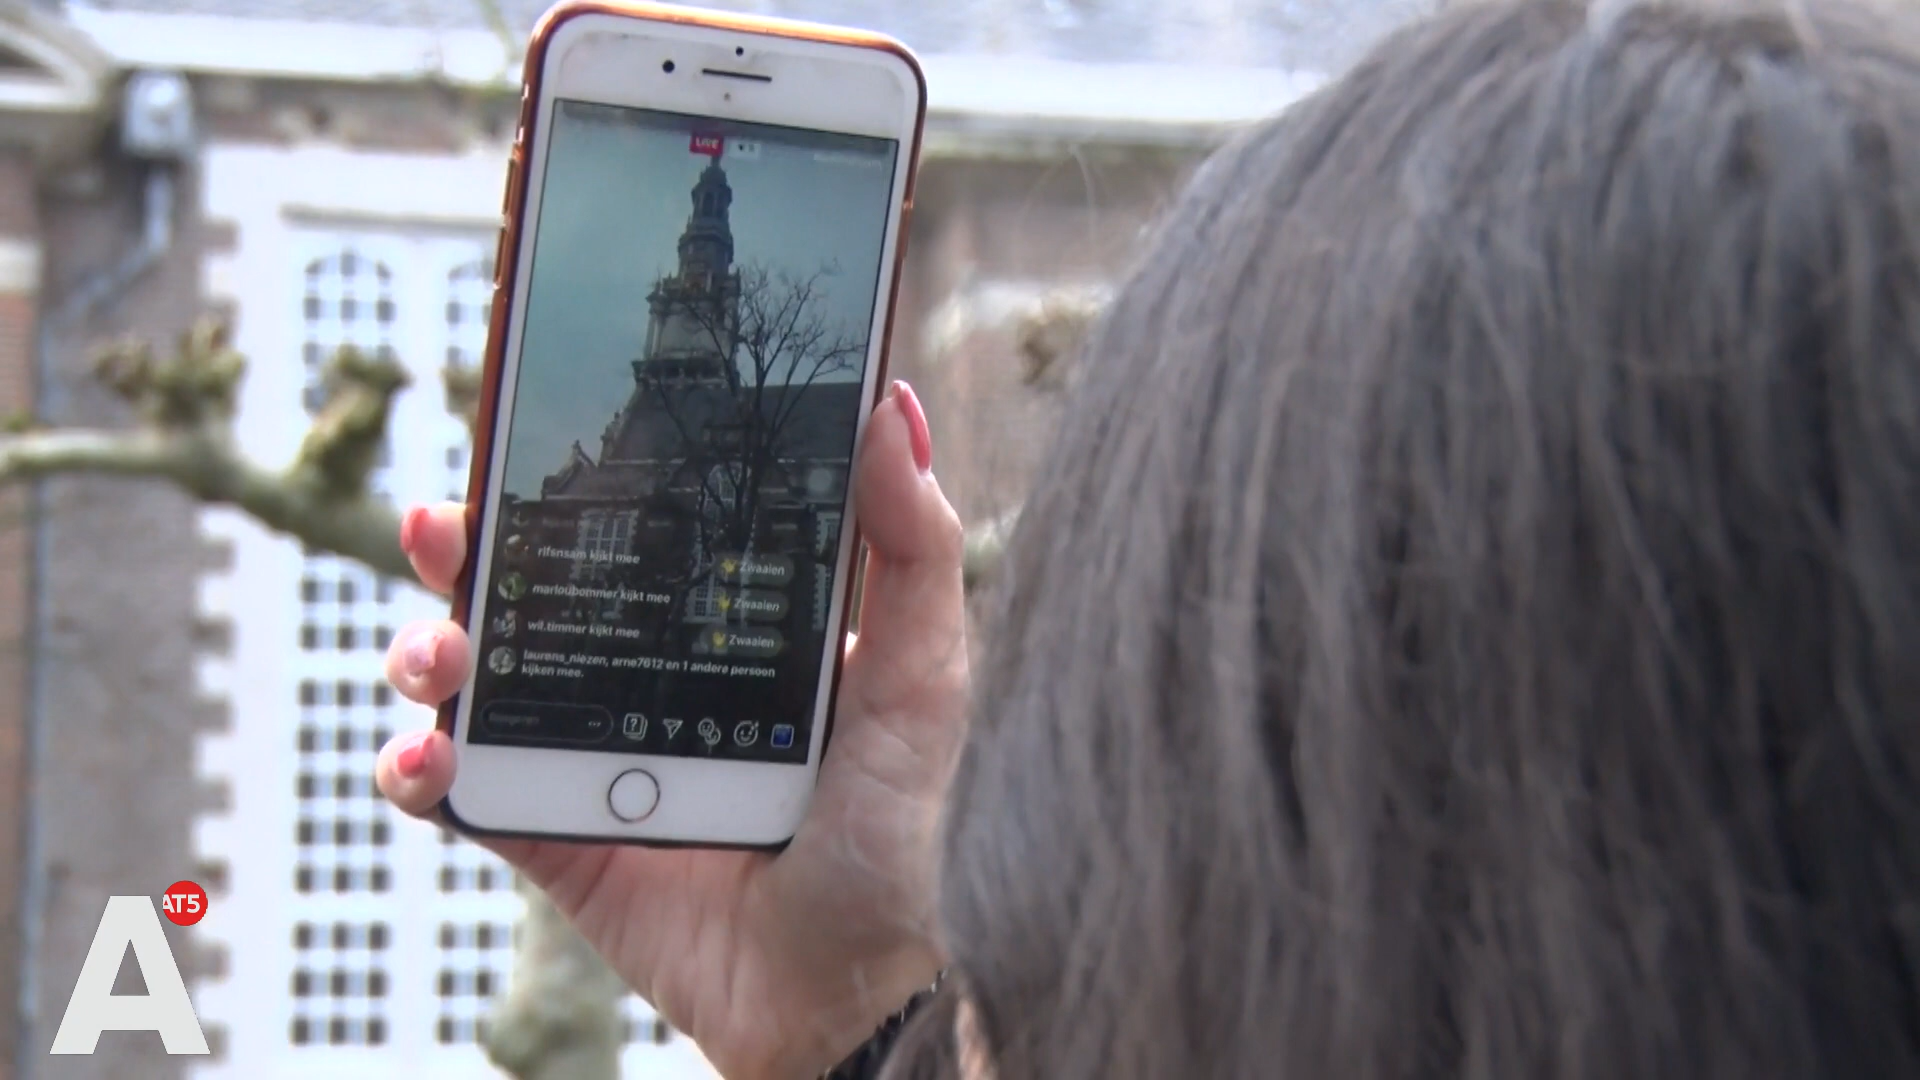 LIVE
rlfsnsam kijkt mee
Zwaaien
marloubommer kijkt mee
Zwaaien
wil.timmer kijkt mee
Zwaaien
laurens_niezen, arne7612 en 1 andere persoon
kijken mee.
A
AT5